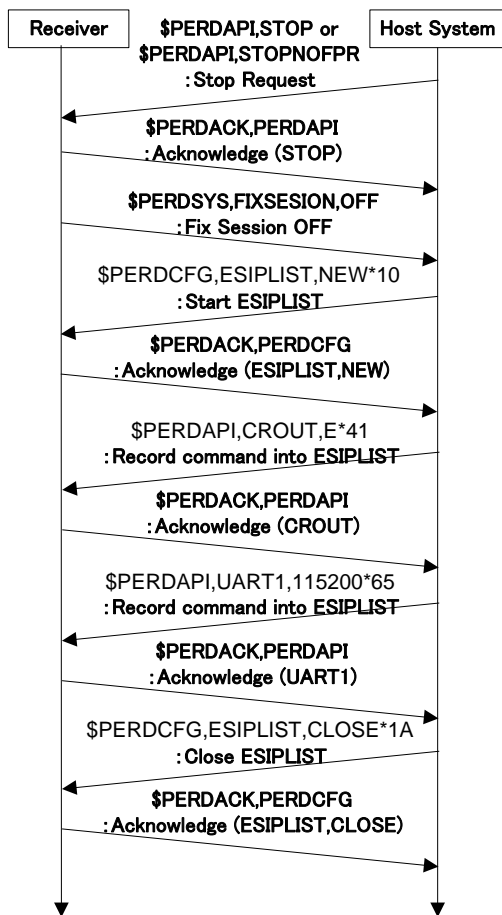 Receiver
$PERDAPI,STOP or
Host System
$PERDAPI,STOPNOFPR
:Stop Request
$PERDACK,PERDAPI
:Acknowledge (STOP)
$PERDSYS,FIXSESION,OFF
:Fix Session OFF
$PERDCFG,ESIPLIST,NEW*10
:Start ESIPLIST
$PERDACK,PERDCFG
:Acknowledge (ESIPLIST,NEW)
$PERDAPI,CROUT,E*41
:Record command into ESIPLIST
$PERDACK,PERDAPI
:Acknowledge (CROUT)
$PERDAPI,UART1,115200*65
:Record command into ESIPLIST
$PERDACK,PERDAPI
:Acknowledge (UART1)
$PERDCFG,ESIPLIST,CLOSE*1A
:Close ESIPLIST
$PERDACK,PERDCFG
:Acknowledge (ESIPLIST,CLOSE)